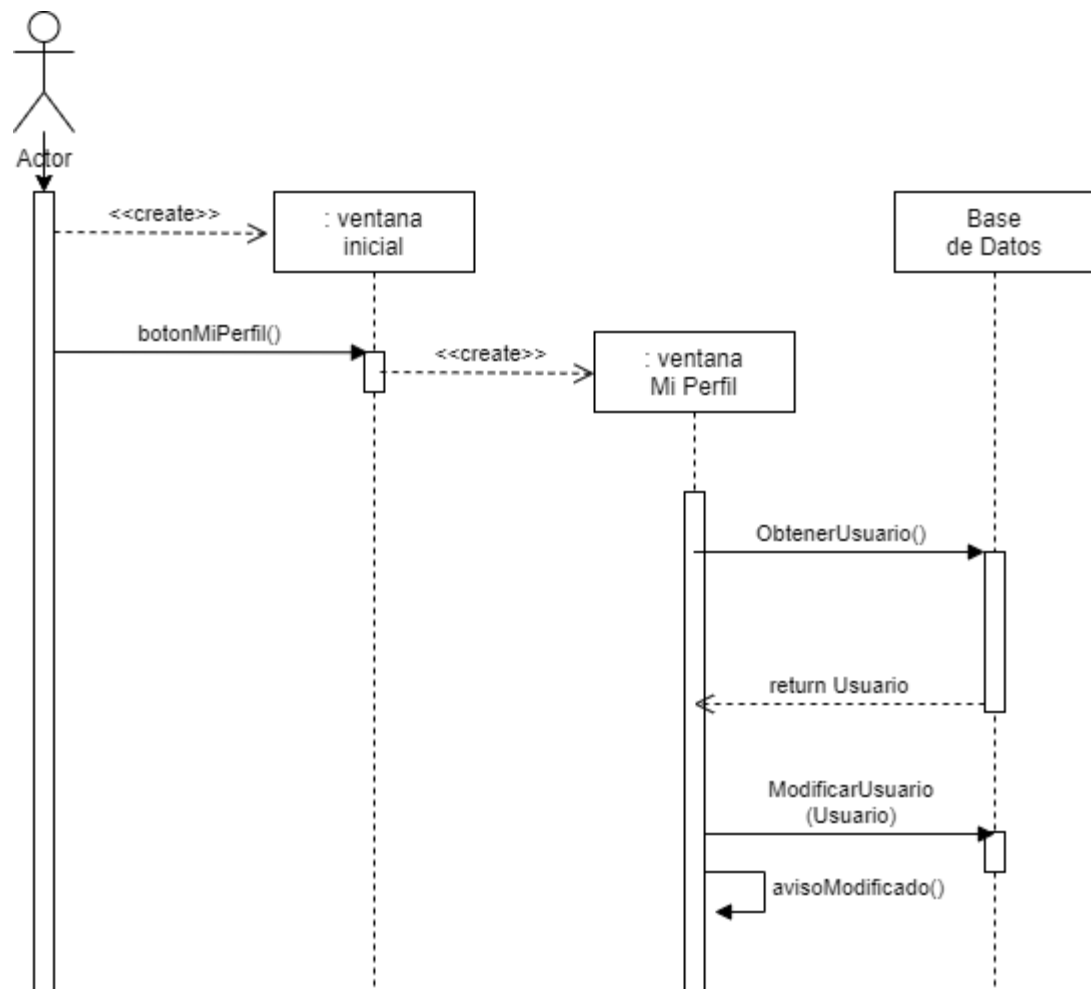 Actor
<<create>>
: ventana
inicial
Base
de Datos
botonMiPerfil()
<<create>>
: ventana
Mi Perfil
ObtenerUsuario()
return Usuario
ModificarUsuario
(Usuario)
avisoModificado()